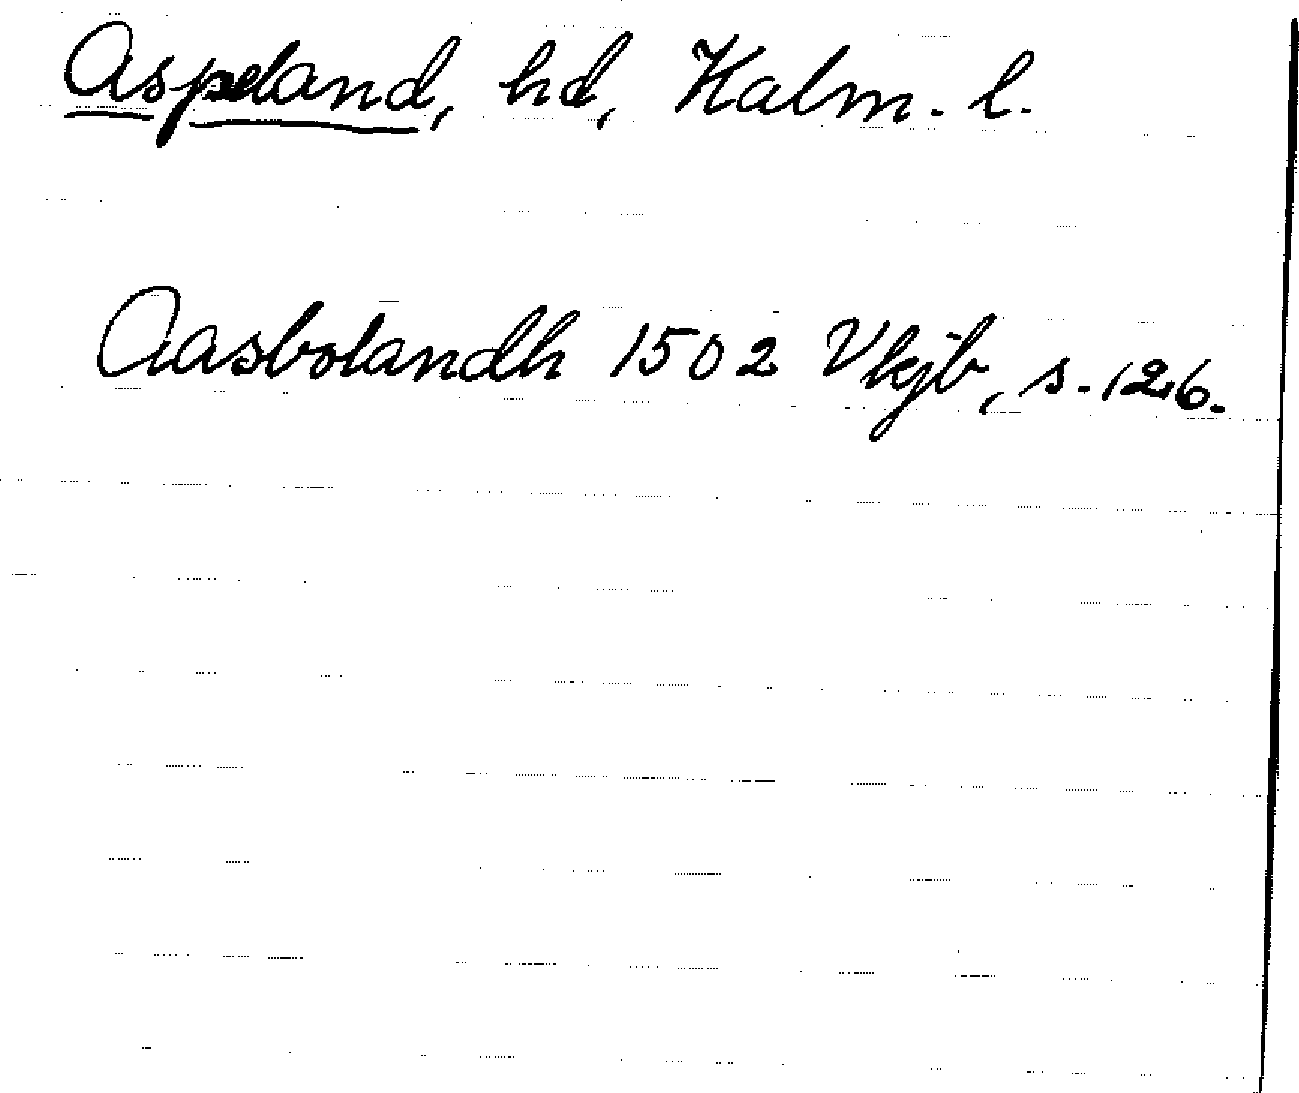 Aspeland, hd, Kalm. l.
Aasbolandh 1502 Vkjb, s. 126.